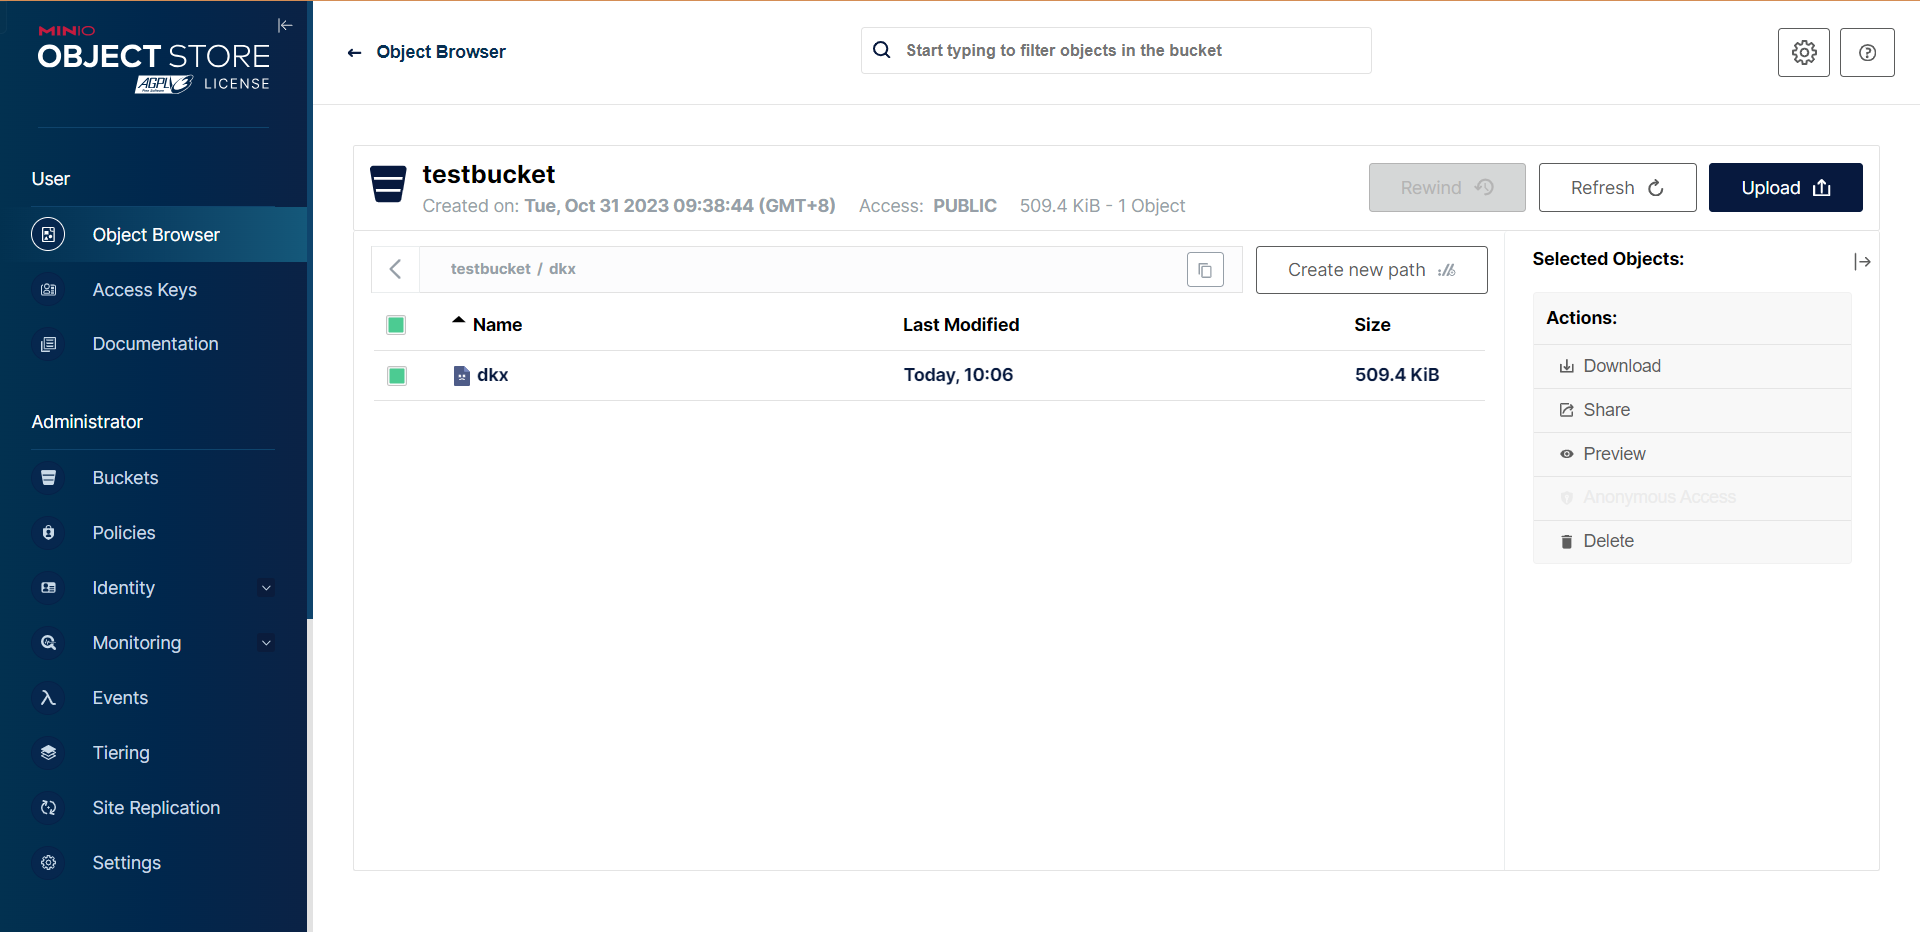 MINIO
OBJECT STORE
AGPL v3 LICENSE
Free Software
User
Object Browser
Access Keys
Documentation
Administrator
Buckets
Policies
Identity
Monitoring
Events
Tiering
Site Replication
Settings
Object Browser
Start typing to filter objects in the bucket
testbucket
Created on: Tue, Oct 31 2023 09:38:44 (GMT+8) Access: PUBLIC 509.4 KiB - 1 Object
Rewind
Refresh
Upload
testbucket / dkx
Create new path
Name Last Modified Size
dkx Today, 10:06 509.4 KiB
Selected Objects:
Actions:
Download
Share
Preview
Anonymous Access
Delete